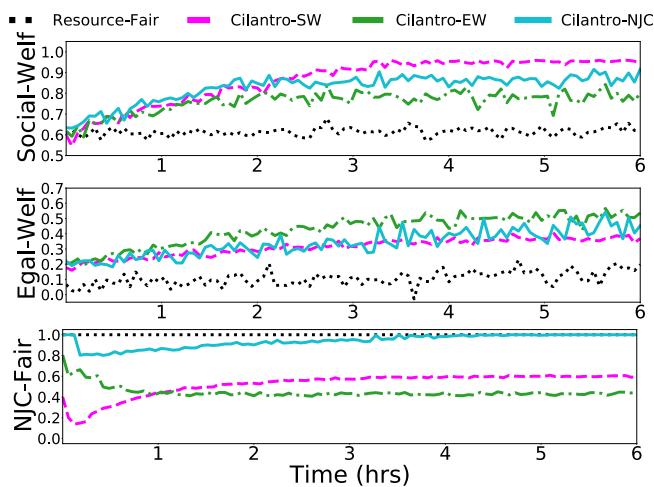 Resource-Fair Cilantro-SW Cilantro-EW Cilantro-NJC
Social-Welf
1.0
0.9
0.8
0.7
0.6
0.5
1 2 3 4 5 6
Egal-Welf
0.7
0.6
0.5
0.4
0.3
0.2
0.1
0.0
1 2 3 4 5 6
NJC-Fair
1.0
0.8
0.6
0.4
0.2
0.0
1 2 3 4 5 6
Time (hrs)